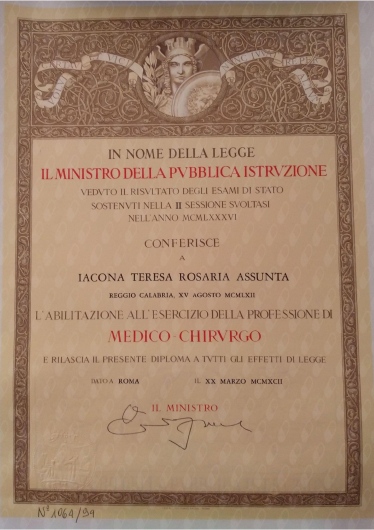 IN NOME DELLA LEGGE
IL MINISTRO DELLA PVBBLICA ISTRVZIONE
VEDVTO IL RISVLTATO DEGLI ESAMI DI STATO
SOSTENVTI NELLA II SESSIONE SVOLTASI
NELL'ANNO MCMLXXXVI
CONFERISCE
A
IACONA TERESA ROSARIA ASSUNTA
REGGIO CALABRIA, XV AGOSTO MCMLXII
L'ABILITAZIONE ALL'ESERCIZIO DELLA PROFESSIONE DI
MEDICO-CHIRVRGO
E RILASCIA IL PRESENTE DIPLOMA A TVTTI GLI EFFETTI DI LEGGE
DATO A ROMA IL XX MARZO MCMXCII
IL MINISTRO